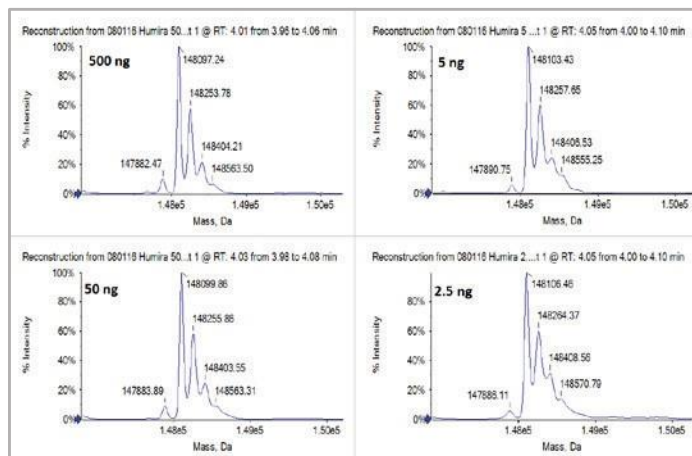 Reconstruction from 080116 Humira 50...t 1 @ RT: 4.01 from 3.96 to 4.06 min
500 ng
100%
80%
60%
40%
20%
0%
% Intensity
148097.24
148253.78
148404.21
148563.50
147882.47
1.48e5
1.49e5
1.50e5
Mass, Da
Reconstruction from 080116 Humira 5 ....t 1 @ RT: 4.05 from 4.00 to 4.10 min
5 ng
100%
80%
60%
40%
20%
0%
% Intensity
148103.43
148257.65
148406.53
148555.25
147890.75
1.48e5
1.49e5
1.50e5
Mass, Da
Reconstruction from 080116 Humira 50...t 1 @ RT: 4.03 from 3.98 to 4.08 min
50 ng
100%
80%
60%
40%
20%
0%
% Intensity
148099.86
148255.86
148403.55
148563.31
147883.89
1.48e5
1.49e5
1.50e5
Mass, Da
Reconstruction from 080116 Humira 2....t 1 @ RT: 4.05 from 4.00 to 4.10 min
2.5 ng
100%
80%
60%
40%
20%
0%
% Intensity
148106.46
148264.37
148408.56
148570.79
147886.11
1.48e5
1.49e5
1.50e5
Mass, Da